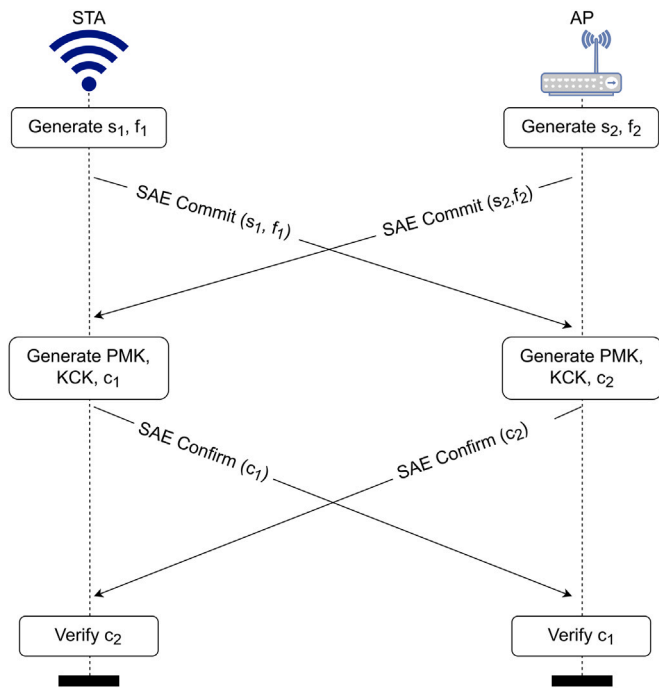 STA
AP
Generate s₁, f₁
Generate s₂, f₂
SAE Commit (s₁, f₁)
SAE Commit (s₂,f₂)
Generate PMK,
KCK, c₁
Generate PMK,
KCK, c₂
SAE Confirm (c₁)
SAE Confirm (c₂)
Verify c₂
Verify c₁